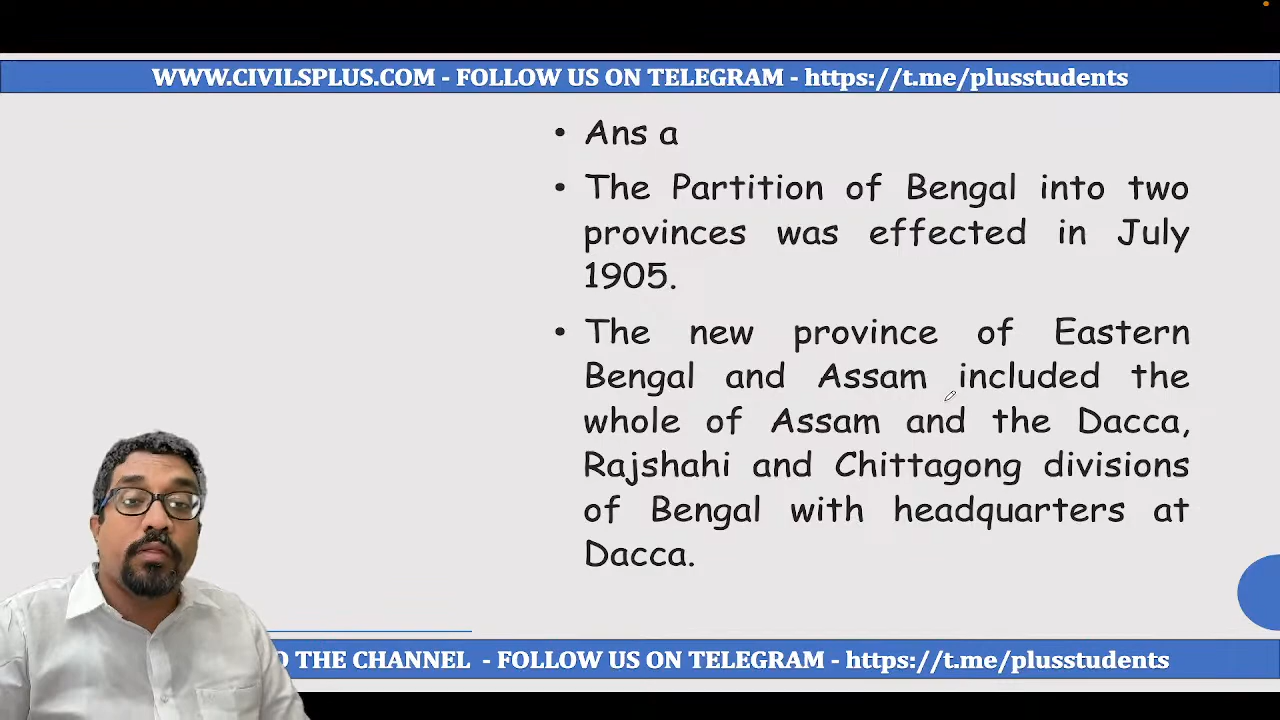 WWW.CIVILSPLUS.COM - FOLLOW US ON TELEGRAM - https://t.me/plusstudents
• Ans a
• The Partition of Bengal into two
provinces was effected in July
1905.
• The new province of Eastern
Bengal and Assam included the
whole of Assam and the Dacca,
Rajshahi and Chittagong divisions
of Bengal with headquarters at
Dacca.
THE CHANNEL - FOLLOW US ON TELEGRAM - https://t.me/plusstudents